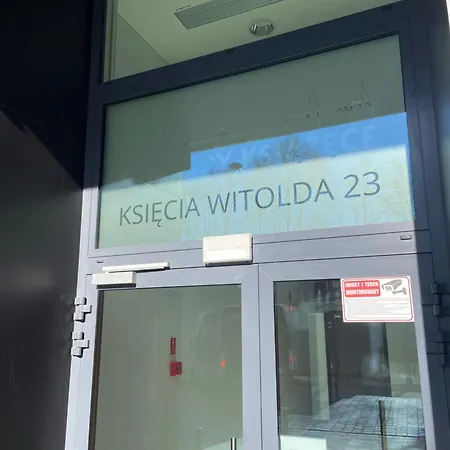 KSIĘCIA WITOLDA 23
OBIEKT I TEREN
MONITOROWANY